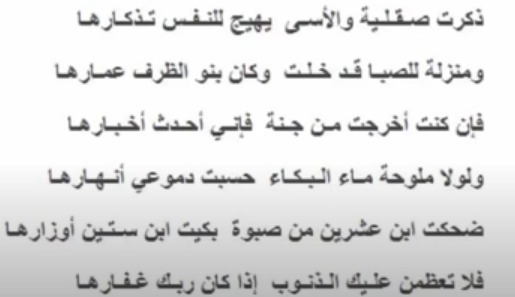 ذكرت صقلية والأسى يهيج للنفس تذكارها
ومنزلة للصبا قد خلت وكان بنو الظرف عمارها
فإن كنت أخرجت من جنة فإني أحدث أخبارها
ولولا ملوحة ماء البكاء حسبت دموعي أنهارها
ضحكت ابن عشرين من صبوة بكيت ابن ستين أوزارها
فلا تعظمن عليك الذنوب إذا كان ربك غفارها